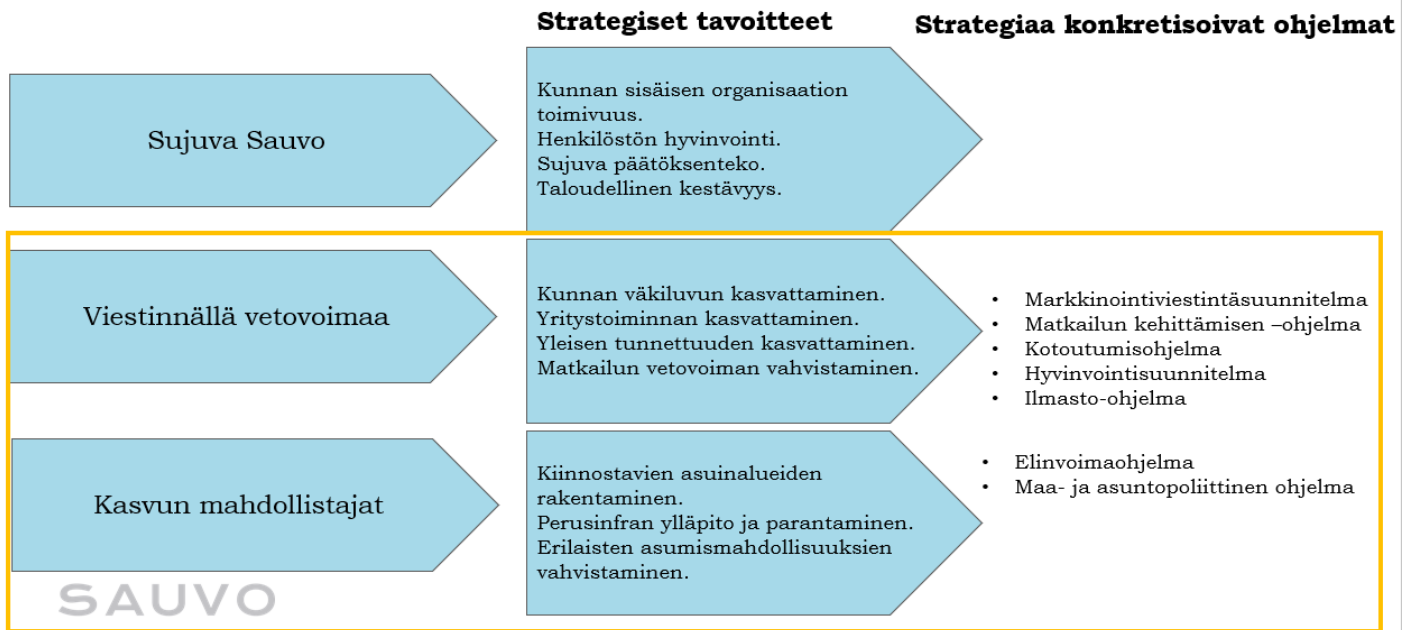 Strategiset tavoitteet
Strategiaa konkretisoivat ohjelmat
Sujuva Sauvo
Kunnan sisäisen organisaation
toimivuus.
Henkilöstön hyvinvointi.
Sujuva päätöksenteko.
Taloudellinen kestävyys.
Viestinnällä vetovoimaa
Kunnan väkiluvun kasvattaminen.
Yritystoiminnan kasvattaminen.
Yleisen tunnettuuden kasvattaminen.
Matkailun vetovoiman vahvistaminen.
• Markkinointiviestintäsuunnitelma
• Matkailun kehittämisen –ohjelma
• Kotoutumisohjelma
• Hyvinvointisuunnitelma
• Ilmasto-ohjelma
Kasvun mahdollistajat
Kiinnostavien asuinalueiden
rakentaminen.
Perusinfran ylläpito ja parantaminen.
Erilaisten asumismahdollisuuksien
vahvistaminen.
• Elinvoimaohjelma
• Maa- ja asuntopoliittinen ohjelma
SAUVO